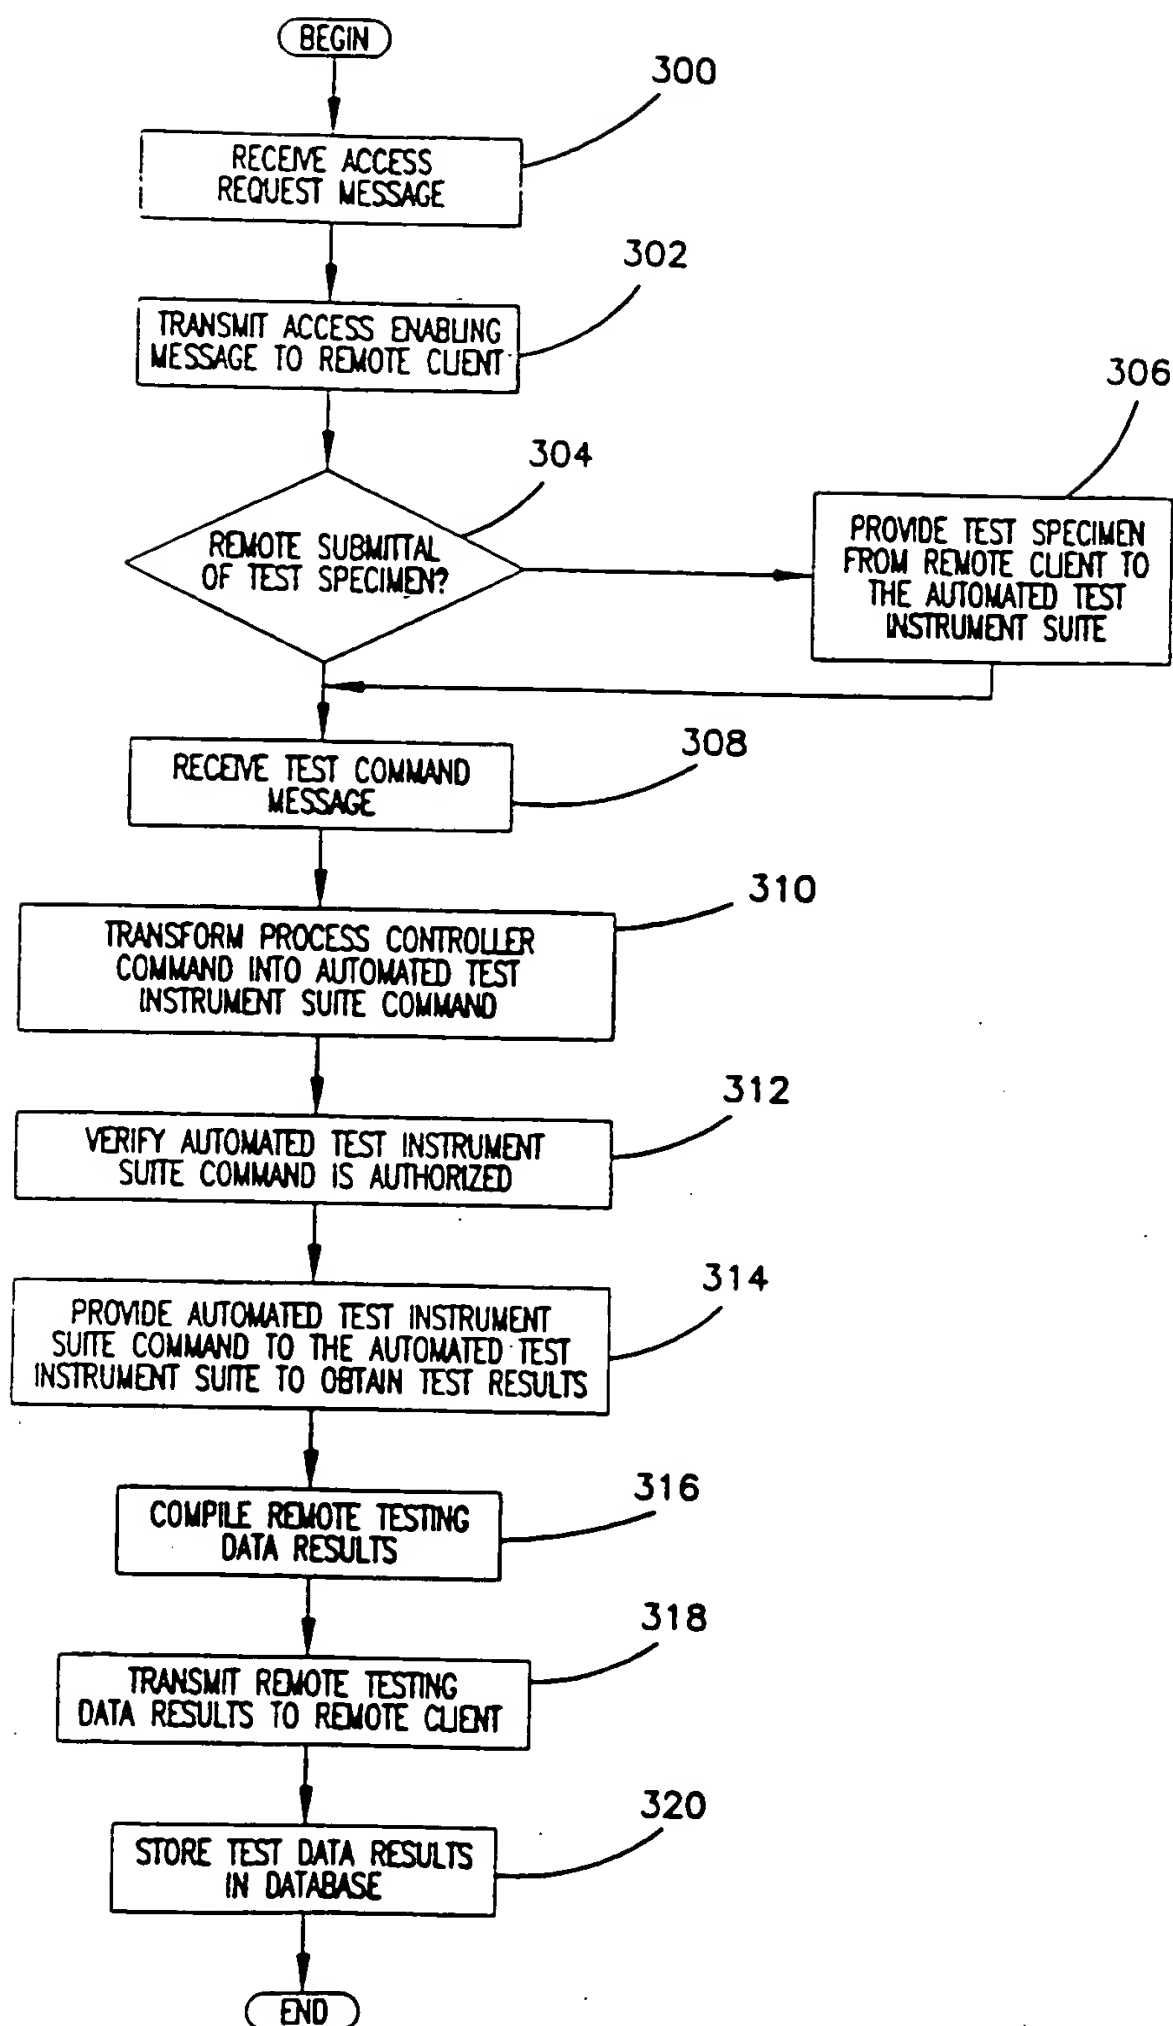 BEGIN
300
RECEIVE ACCESS
REQUEST MESSAGE
302
TRANSMIT ACCESS ENABLING
MESSAGE TO REMOTE CLIENT
304
REMOTE SUBMITTAL
OF TEST SPECIMEN?
306
PROVIDE TEST SPECIMEN
FROM REMOTE CLIENT TO
THE AUTOMATED TEST
INSTRUMENT SUITE
308
RECEIVE TEST COMMAND
MESSAGE
310
TRANSFORM PROCESS CONTROLLER
COMMAND INTO AUTOMATED TEST
INSTRUMENT SUITE COMMAND
312
VERIFY AUTOMATED TEST INSTRUMENT
SUITE COMMAND IS AUTHORIZED
314
PROVIDE AUTOMATED TEST INSTRUMENT
SUITE COMMAND TO THE AUTOMATED TEST
INSTRUMENT SUITE TO OBTAIN TEST RESULTS
316
COMPILE REMOTE TESTING
DATA RESULTS
318
TRANSMIT REMOTE TESTING
DATA RESULTS TO REMOTE CLIENT
320
STORE TEST DATA RESULTS
IN DATABASE
END